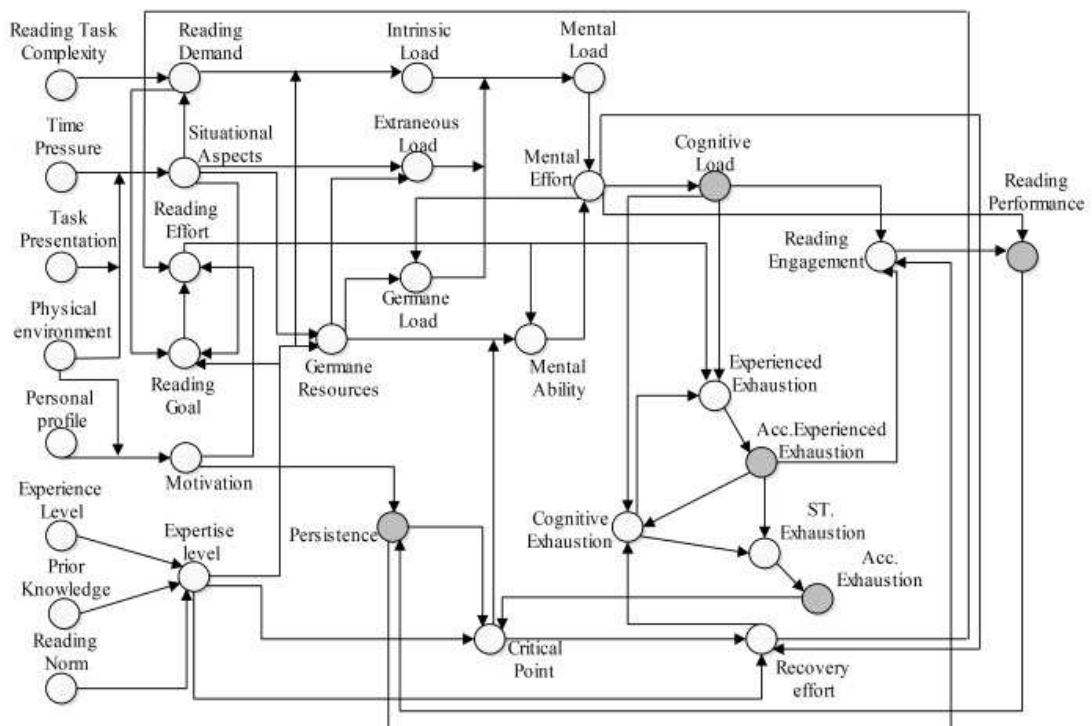 Reading Task
Complexity
Reading
Demand
Intrinsic
Load
Mental
Load
Time
Pressure
Situational
Aspects
Extraneous
Load
Mental
Effort
Cognitive
Load
Reading
Performance
Task
Presentation
Reading
Effort
Reading
Engagement
Germane
Load
Physical
environment
Reading
Goal
Germane
Resources
Mental
Ability
Experienced
Exhaustion
Personal
profile
Motivation
Acc.Experienced
Exhaustion
Experience
Level
Expertise
level
Persistence
Cognitive
Exhaustion
ST.
Exhaustion
Prior
Knowledge
Acc.
Exhaustion
Reading
Norm
Critical
Point
Recovery
effort